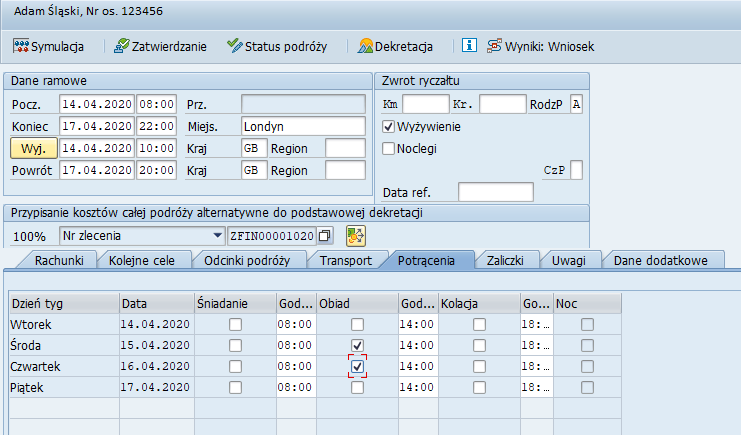 Adam Śląski, Nr os. 123456
Symulacja Zatwierdzanie Status podróży Dekretacja Wyniki: Wniosek
Dane ramowe
Pocz. 14.04.2020 08:00 Prz.
Koniec 17.04.2020 22:00 Miejs. Londyn
Wyj. 14.04.2020 10:00 Kraj GB Region
Powrót 17.04.2020 20:00 Kraj GB Region
Zwrot ryczałtu
Km Kr. RodzP A
Wyżywienie
Noclegi
CzP
Data ref.
Przypisanie kosztów całej podróży alternatywne do podstawowej dekretacji
100% Nr zlecenia ZFIN00001020
Rachunki Kolejne cele Odcinki podróży Transport Potrącenia Zaliczki Uwagi Dane dodatkowe
Dzień tyg Data Śniadanie God... Obiad God... Kolacja Go... Noc
Wtorek 14.04.2020 08:00 14:00 18:...
Środa 15.04.2020 08:00 14:00 18:...
Czwartek 16.04.2020 08:00 14:00 18:...
Piątek 17.04.2020 08:00 14:00 18:...